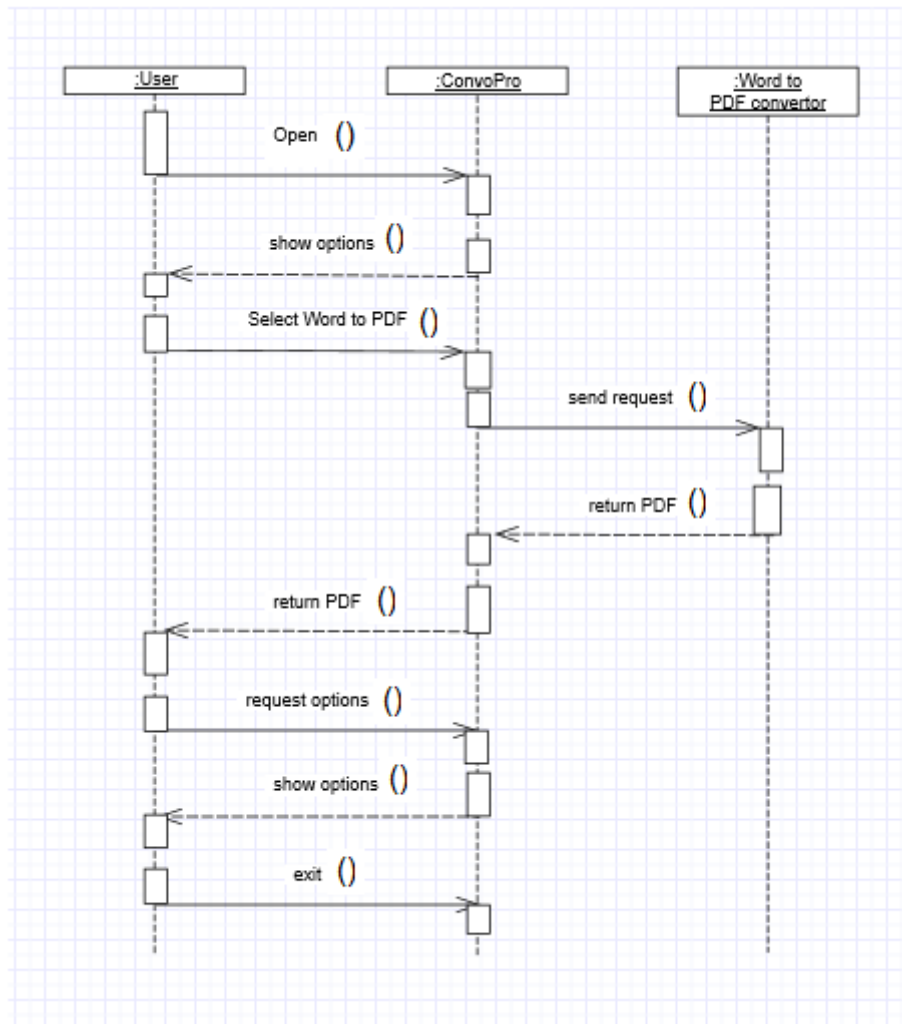 :User
:ConvoPro
:Word to
PDF convertor
Open ()
show options ()
Select Word to PDF ()
send request ()
return PDF ()
return PDF ()
request options ()
show options ()
exit ()